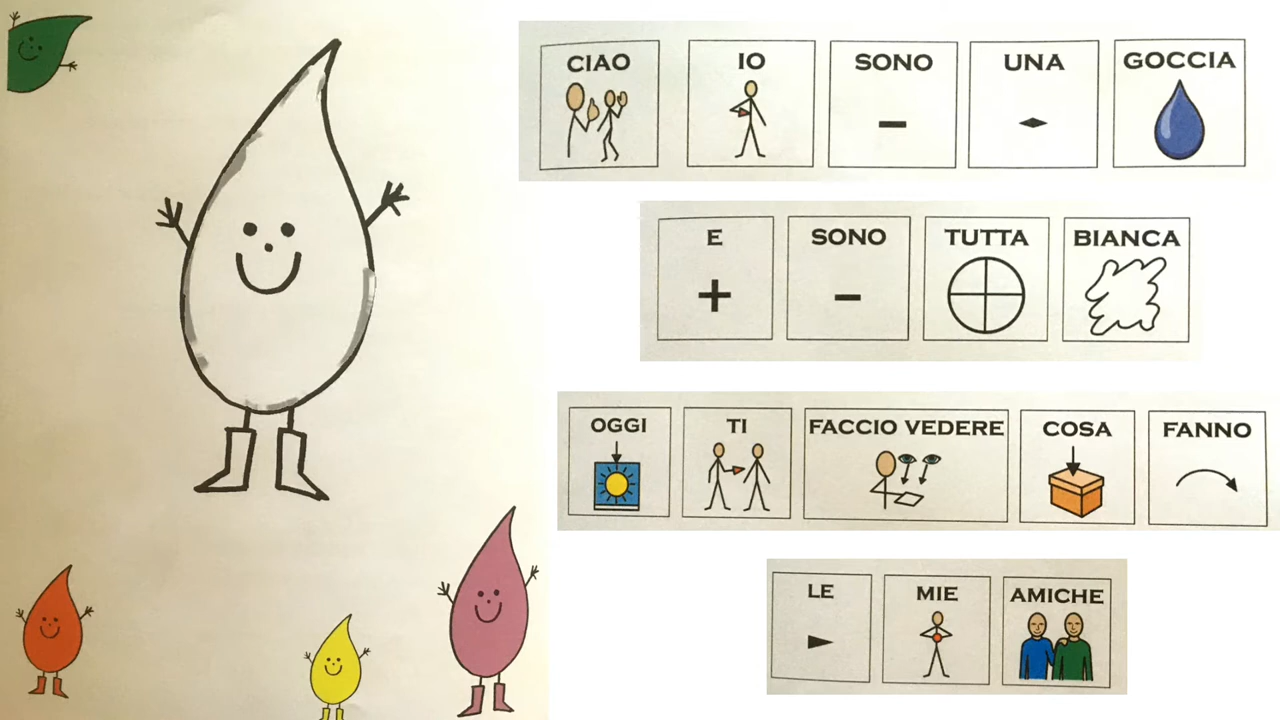 CIAO IO SONO UNA GOCCIA
E SONO TUTTA BIANCA
OGGI TI FACCIO VEDERE COSA FANNO
LE MIE AMICHE